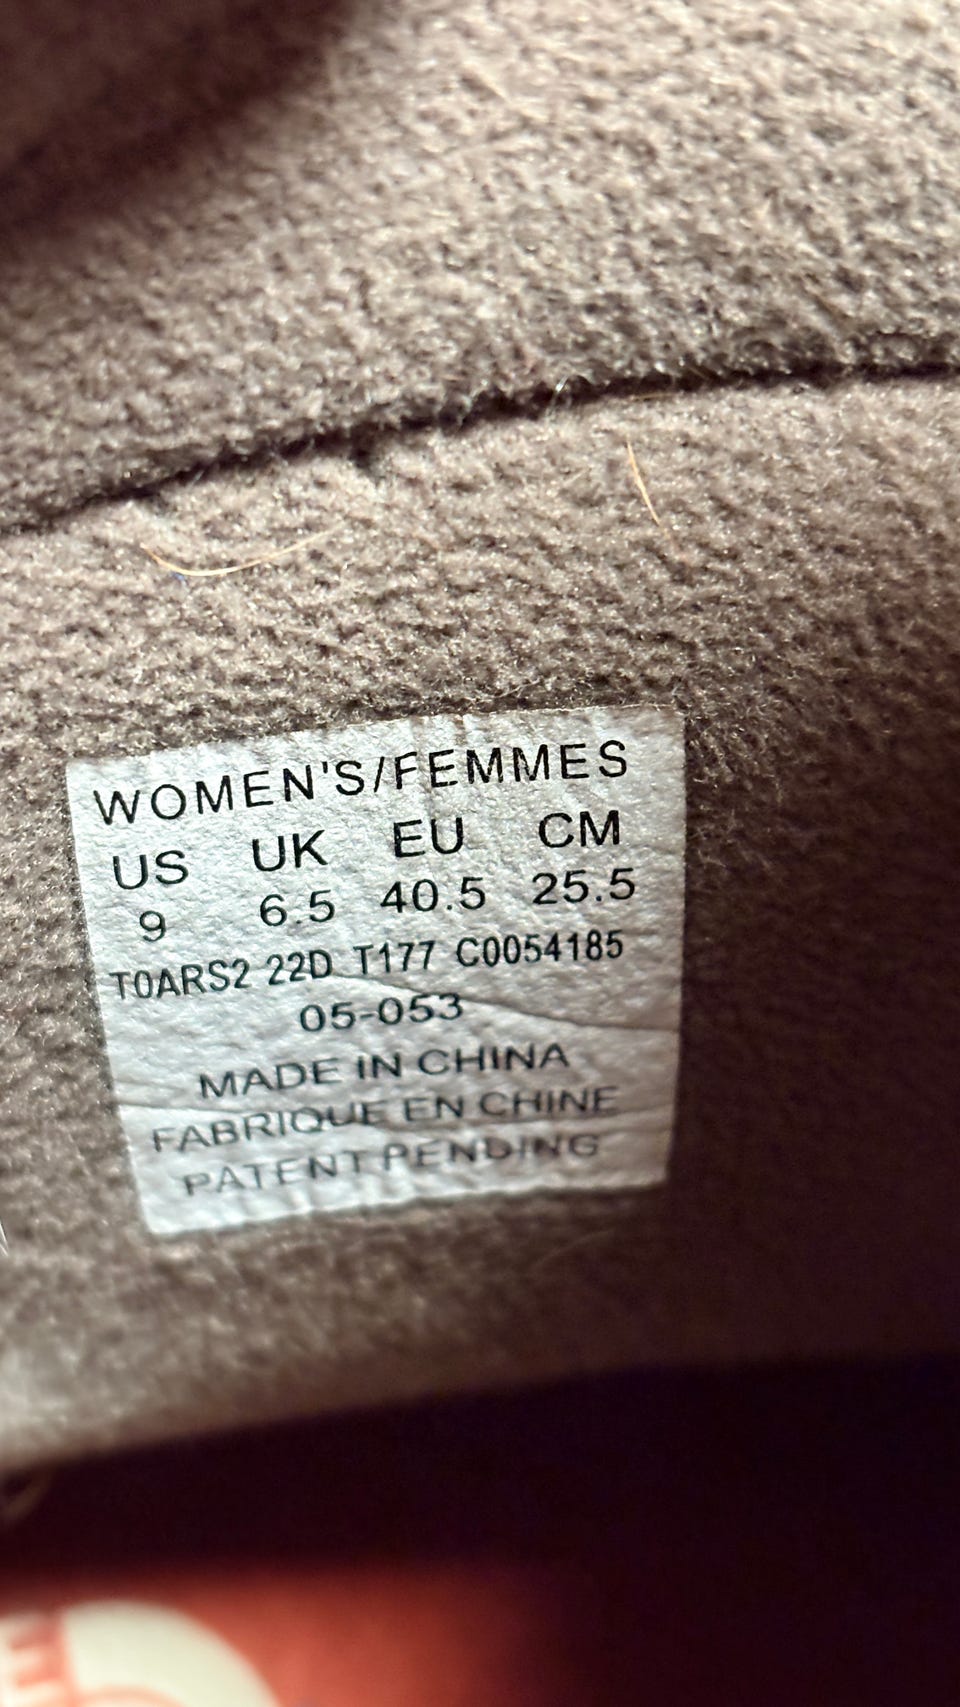 WOMEN'S/FEMMES
US UK EU CM
9 6.5 40.5 25.5
T0ARS2 22D T177 C0054185
05-053
MADE IN CHINA
FABRIQUE EN CHINE
PATENT PENDING